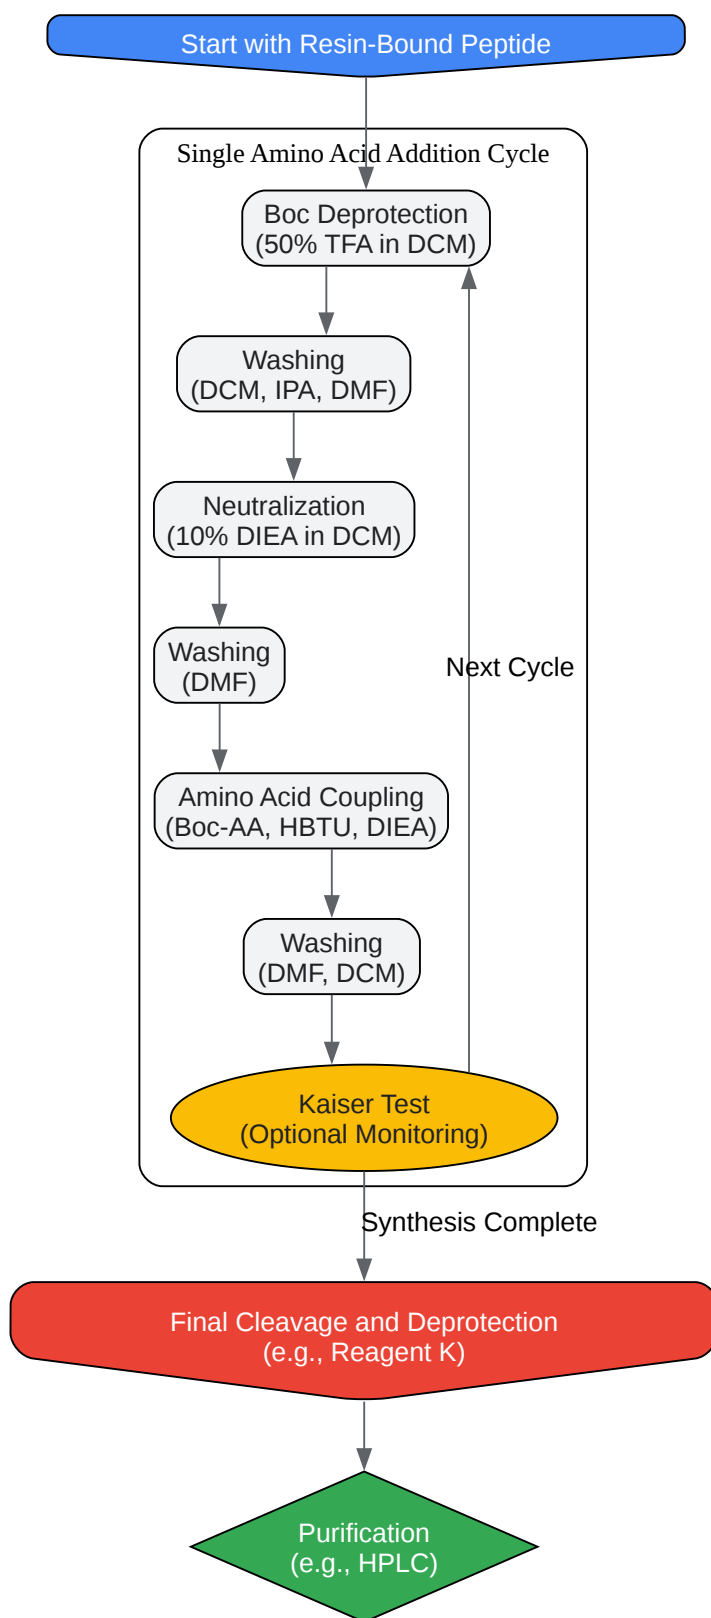 Start with Resin-Bound Peptide
Single Amino Acid Addition Cycle
Boc Deprotection
(50% TFA in DCM)
Washing
(DCM, IPA, DMF)
Neutralization
(10% DIEA in DCM)
Washing
(DMF)
Next Cycle
Amino Acid Coupling
(Boc-AA, HBTU, DIEA)
Washing
(DMF, DCM)
Kaiser Test
(Optional Monitoring)
Synthesis Complete
Final Cleavage and Deprotection
(e.g., Reagent K)
Purification
(e.g., HPLC)